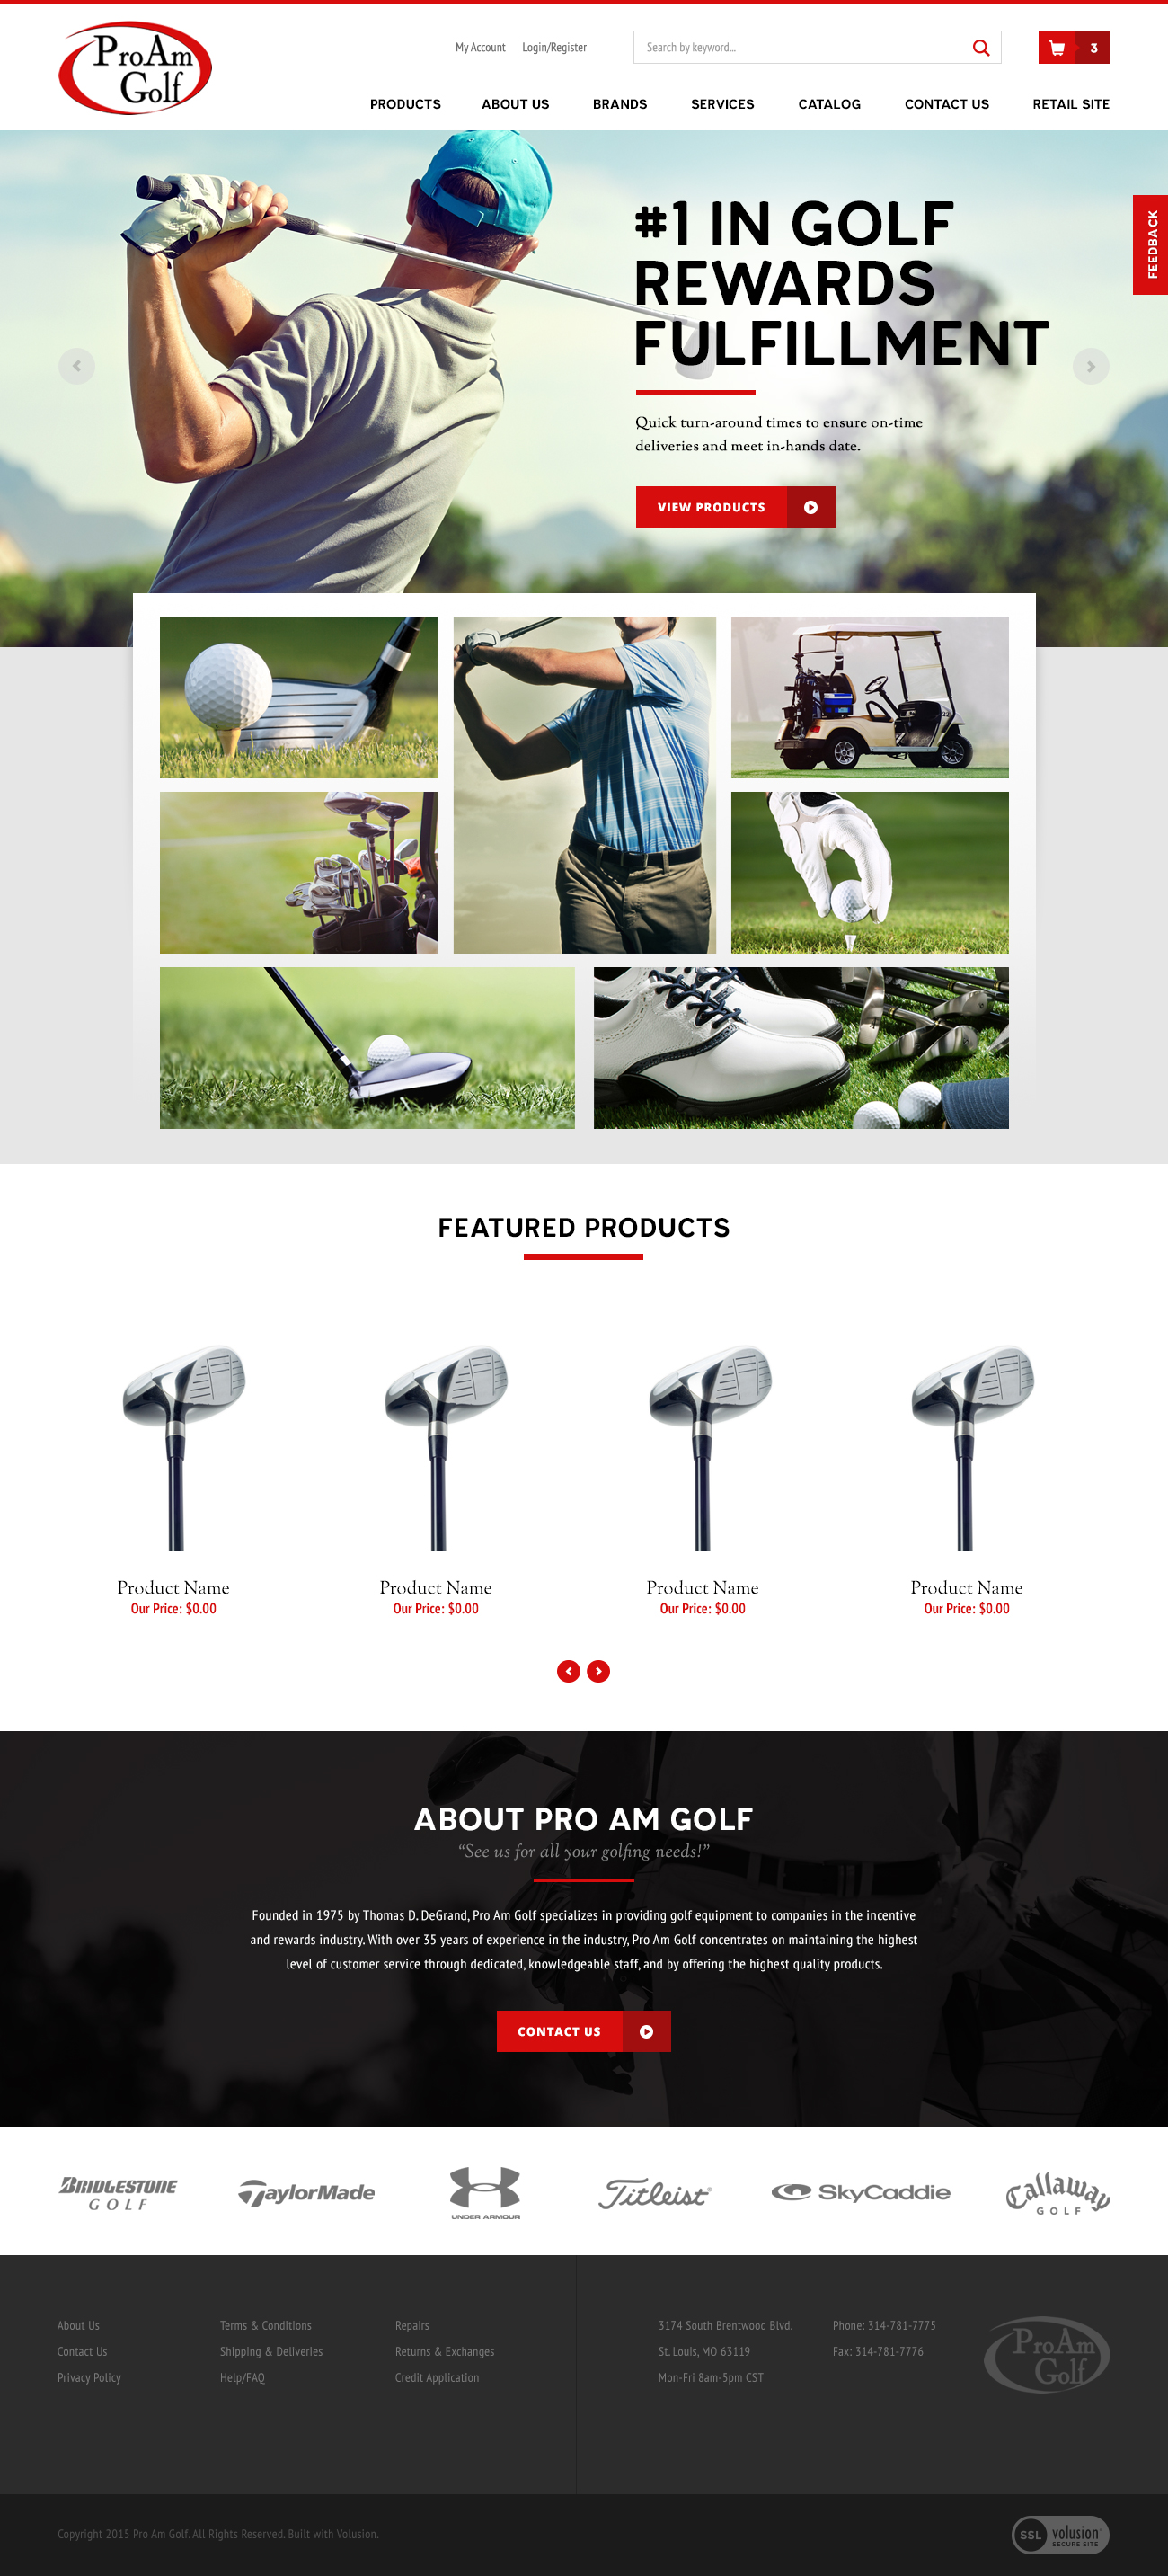 ProAm
Golf
My Account Login/Register
Search by keyword...
3
PRODUCTS ABOUT US BRANDS SERVICES CATALOG CONTACT US RETAIL SITE
FEEDBACK
#1 IN GOLF
REWARDS
FULFILLMENT
Quick turn-around times to ensure on-time
deliveries and meet in-hands date.
VIEW PRODUCTS
FEATURED PRODUCTS
Product Name
Our Price: $0.00
Product Name
Our Price: $0.00
Product Name
Our Price: $0.00
Product Name
Our Price: $0.00
ABOUT PRO AM GOLF
“See us for all your golfing needs!”
Founded in 1975 by Thomas D. DeGrand, Pro Am Golf specializes in providing golf equipment to companies in the incentive
and rewards industry. With over 35 years of experience in the industry, Pro Am Golf concentrates on maintaining the highest
level of customer service through dedicated, knowledgeable staff, and by offering the highest quality products.
CONTACT US
BRIDGESTONE
GOLF
TaylorMade
UNDER ARMOUR
Titleist®
SkyCaddie
Callaway
GOLF
About Us
Contact Us
Privacy Policy
Terms & Conditions
Shipping & Deliveries
Help/FAQ
Repairs
Returns & Exchanges
Credit Application
3174 South Brentwood Blvd.
St. Louis, MO 63119
Mon-Fri 8am-5pm CST
Phone: 314-781-7775
Fax: 314-781-7776
ProAm
Golf
Copyright 2015 Pro Am Golf. All Rights Reserved. Built with Volusion.
SSL
volusion
SECURE SITE